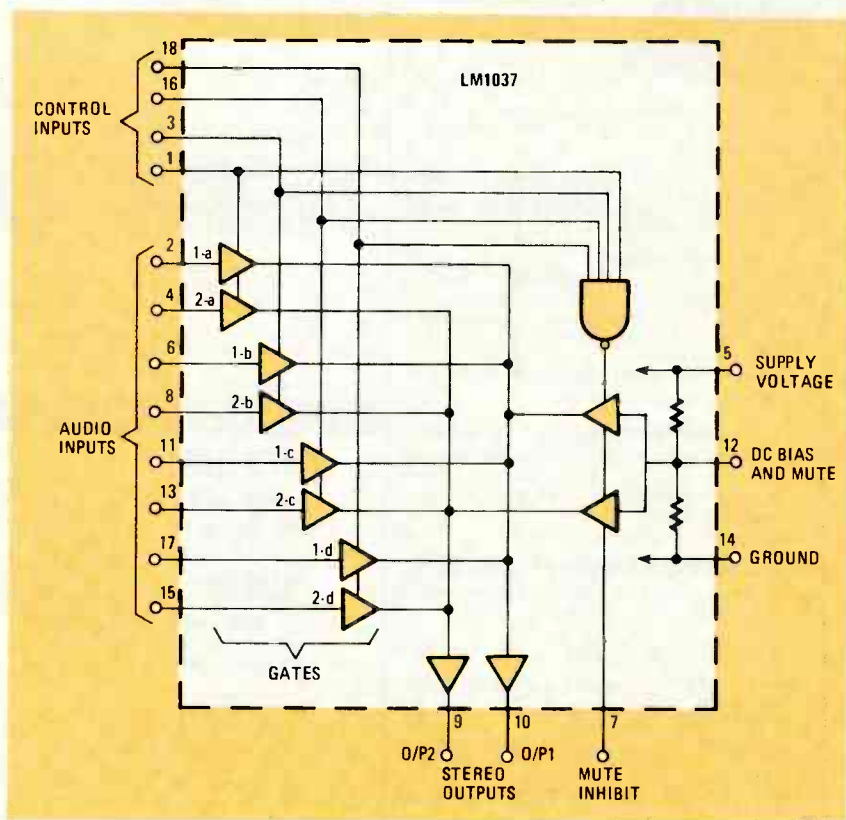 LM1037
18
16
CONTROL
INPUTS
3
1
2
1-a
4
2-a
6
1-b
8
2-b
AUDIO
INPUTS
11
1-c
13
2-c
17
1-d
15
2-d
GATES
5
SUPPLY
VOLTAGE
12
DC BIAS
AND MUTE
14
GROUND
9
10
7
O/P2
O/P1
STEREO
OUTPUTS
MUTE
INHIBIT